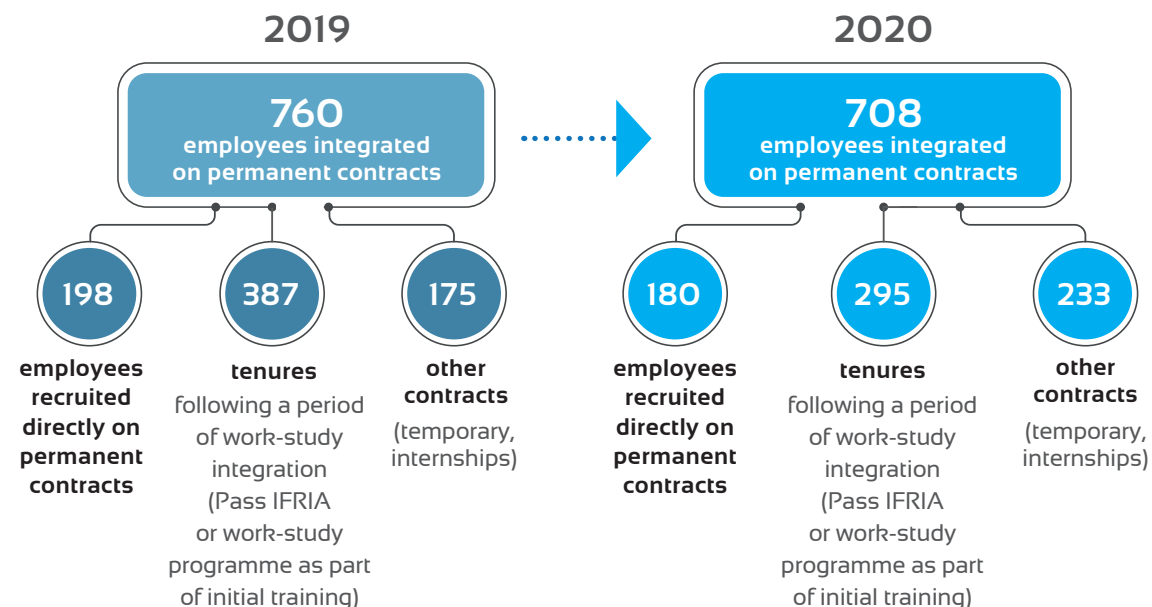 2019
760
employees integrated
on permanent contracts
198
employees
recruited
directly on
permanent
contracts
387
tenures
following a period
of work-study
integration
(Pass IFRIA
or work-study
programme as part
of initial training)
175
other
contracts
(temporary,
internships)
2020
708
employees integrated
on permanent contracts
180
employees
recruited
directly on
permanent
contracts
295
tenures
following a period
of work-study
integration
(Pass IFRIA
or work-study
programme as part
of initial training)
233
other
contracts
(temporary,
internships)